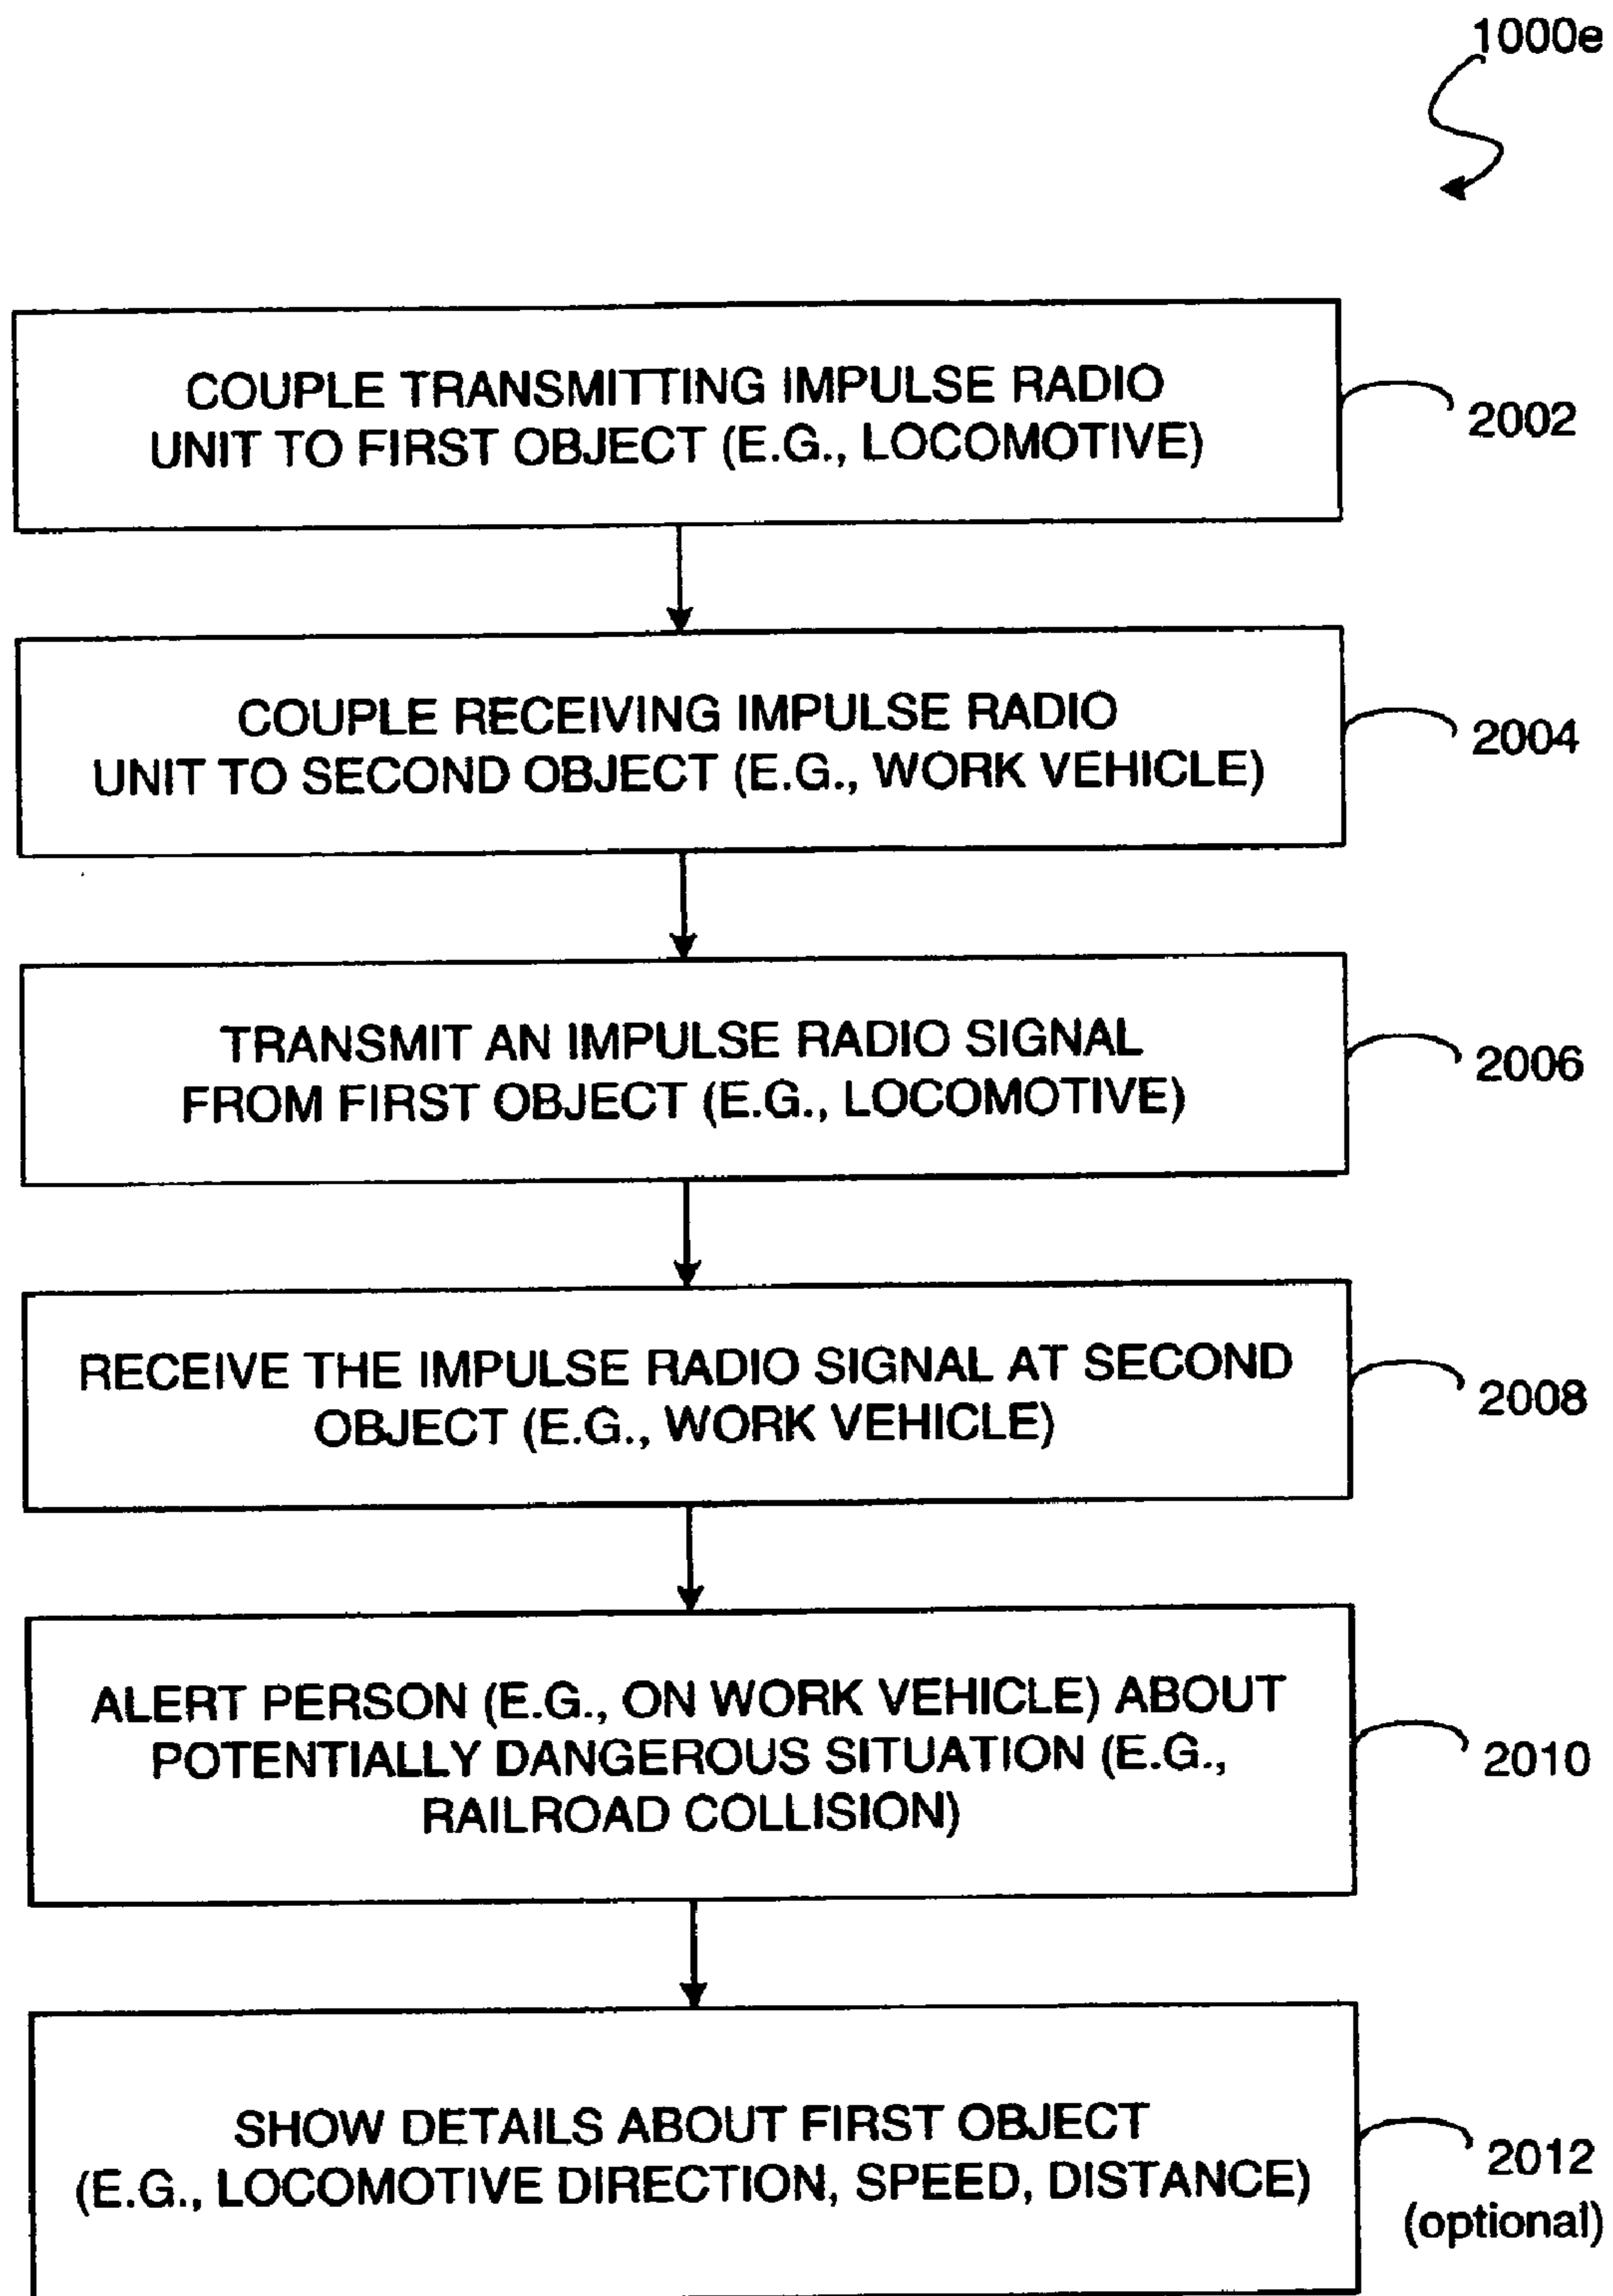 1000e
COUPLE TRANSMITTING IMPULSE RADIO
UNIT TO FIRST OBJECT (E.G., LOCOMOTIVE)
2002
COUPLE RECEIVING IMPULSE RADIO
UNIT TO SECOND OBJECT (E.G., WORK VEHICLE)
2004
TRANSMIT AN IMPULSE RADIO SIGNAL
FROM FIRST OBJECT (E.G., LOCOMOTIVE)
2006
RECEIVE THE IMPULSE RADIO SIGNAL AT SECOND
OBJECT (E.G., WORK VEHICLE)
2008
ALERT PERSON (E.G., ON WORK VEHICLE) ABOUT
POTENTIALLY DANGEROUS SITUATION (E.G.,
RAILROAD COLLISION)
2010
SHOW DETAILS ABOUT FIRST OBJECT
(E.G., LOCOMOTIVE DIRECTION, SPEED, DISTANCE)
2012
(optional)